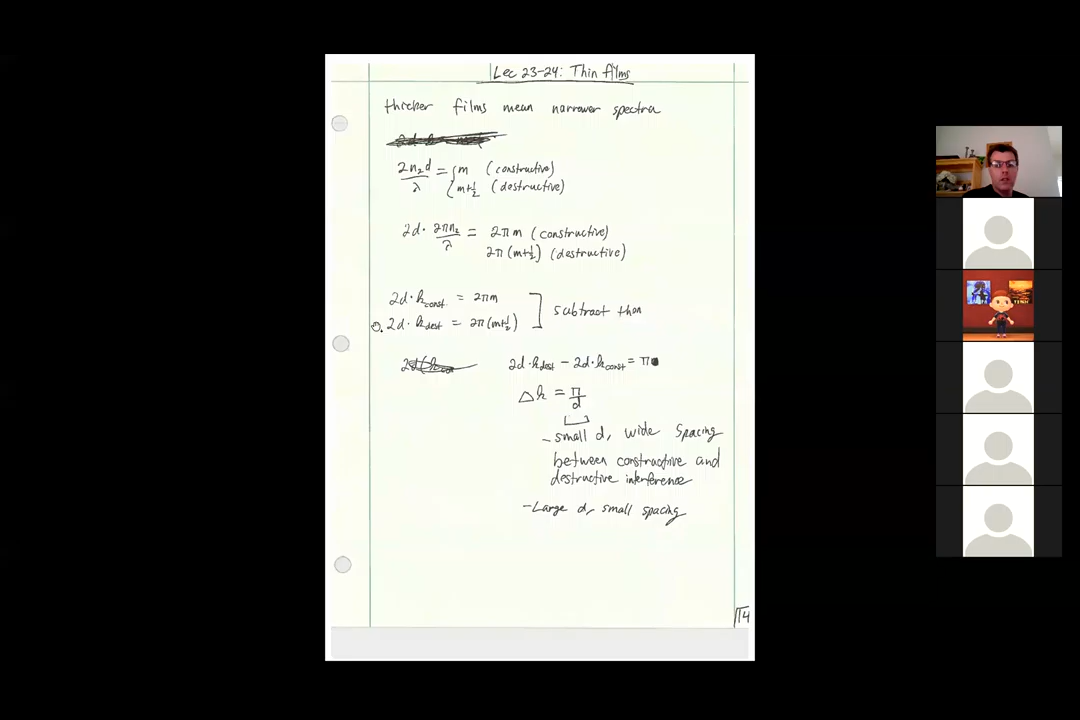 Lec 23-24: Thin films
thicker films mean narrower spectra
2n₂d/λ = { m (constructive)
m+½ (destructive)
2d · 2πn₂/λ = 2πm (constructive)
2π(m+½) (destructive)
2d·k_const = 2πm
2d·k_dest = 2π(m+½) ] subtract then
2d·k_dest − 2d·k_const = π
Δk = π/d
- small d, wide spacing
between constructive and
destructive interference
- Large d, small spacing
14